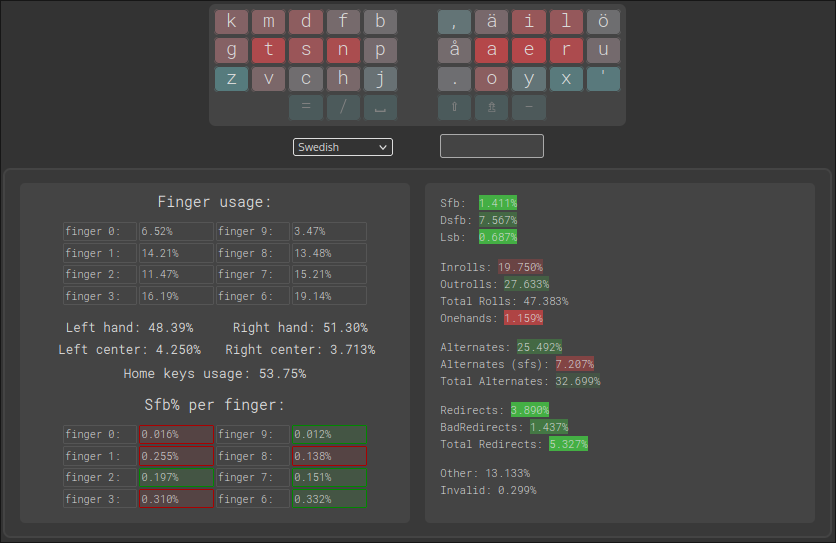 k m d f b , ä i l ö
g t s n p å a e r u
z v c h j . o y x '
= / ⎵ ⇧ ⇯ -
Swedish
Finger usage:
finger 0: 6.52% finger 9: 3.47%
finger 1: 14.21% finger 8: 13.48%
finger 2: 11.47% finger 7: 15.21%
finger 3: 16.19% finger 6: 19.14%
Left hand: 48.39% Right hand: 51.30%
Left center: 4.250% Right center: 3.713%
Home keys usage: 53.75%
Sfb% per finger:
finger 0: 0.016% finger 9: 0.012%
finger 1: 0.255% finger 8: 0.138%
finger 2: 0.197% finger 7: 0.151%
finger 3: 0.310% finger 6: 0.332%
Sfb: 1.411%
Dsfb: 7.567%
Lsb: 0.687%
Inrolls: 19.750%
Outrolls: 27.633%
Total Rolls: 47.383%
Onehands: 1.159%
Alternates: 25.492%
Alternates (sfs): 7.207%
Total Alternates: 32.699%
Redirects: 3.890%
BadRedirects: 1.437%
Total Redirects: 5.327%
Other: 13.133%
Invalid: 0.299%